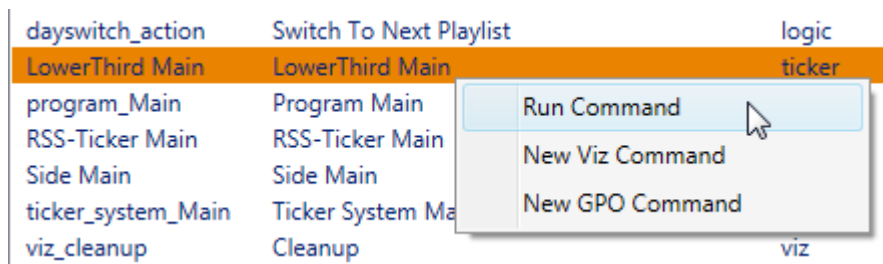 dayswitch_action Switch To Next Playlist logic
LowerThird Main LowerThird Main ticker
program_Main Program Main
Run Command
RSS-Ticker Main RSS-Ticker Main
New Viz Command
Side Main Side Main
New GPO Command
ticker_system_Main Ticker System Ma
viz_cleanup Cleanup viz